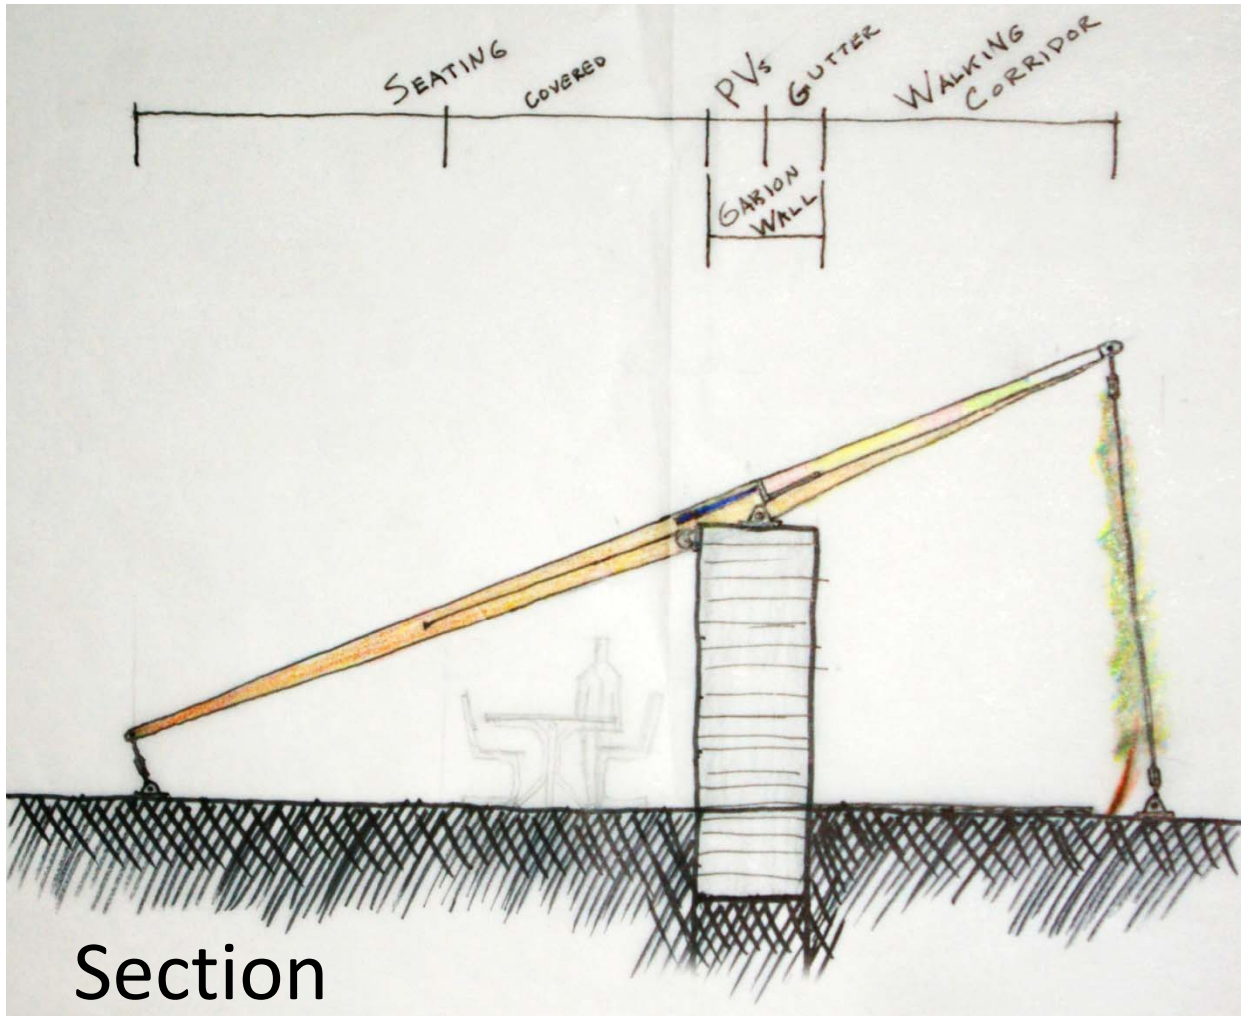 SEATING
COVERED
PVs
GUTTER
WALKING
CORRIDOR
GABION
WALL
Section